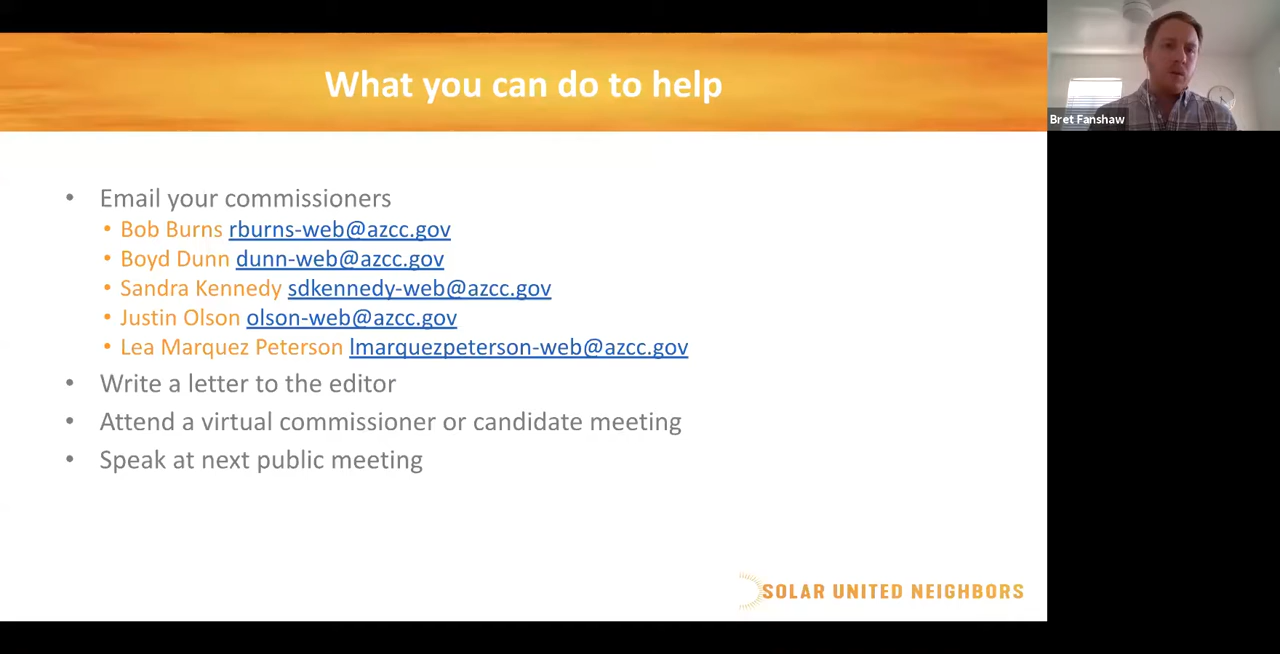 What you can do to help
Bret Fanshaw
• Email your commissioners
• Bob Burns rburns-web@azcc.gov
• Boyd Dunn dunn-web@azcc.gov
• Sandra Kennedy sdkennedy-web@azcc.gov
• Justin Olson olson-web@azcc.gov
• Lea Marquez Peterson lmarquezpeterson-web@azcc.gov
• Write a letter to the editor
• Attend a virtual commissioner or candidate meeting
• Speak at next public meeting
SOLAR UNITED NEIGHBORS